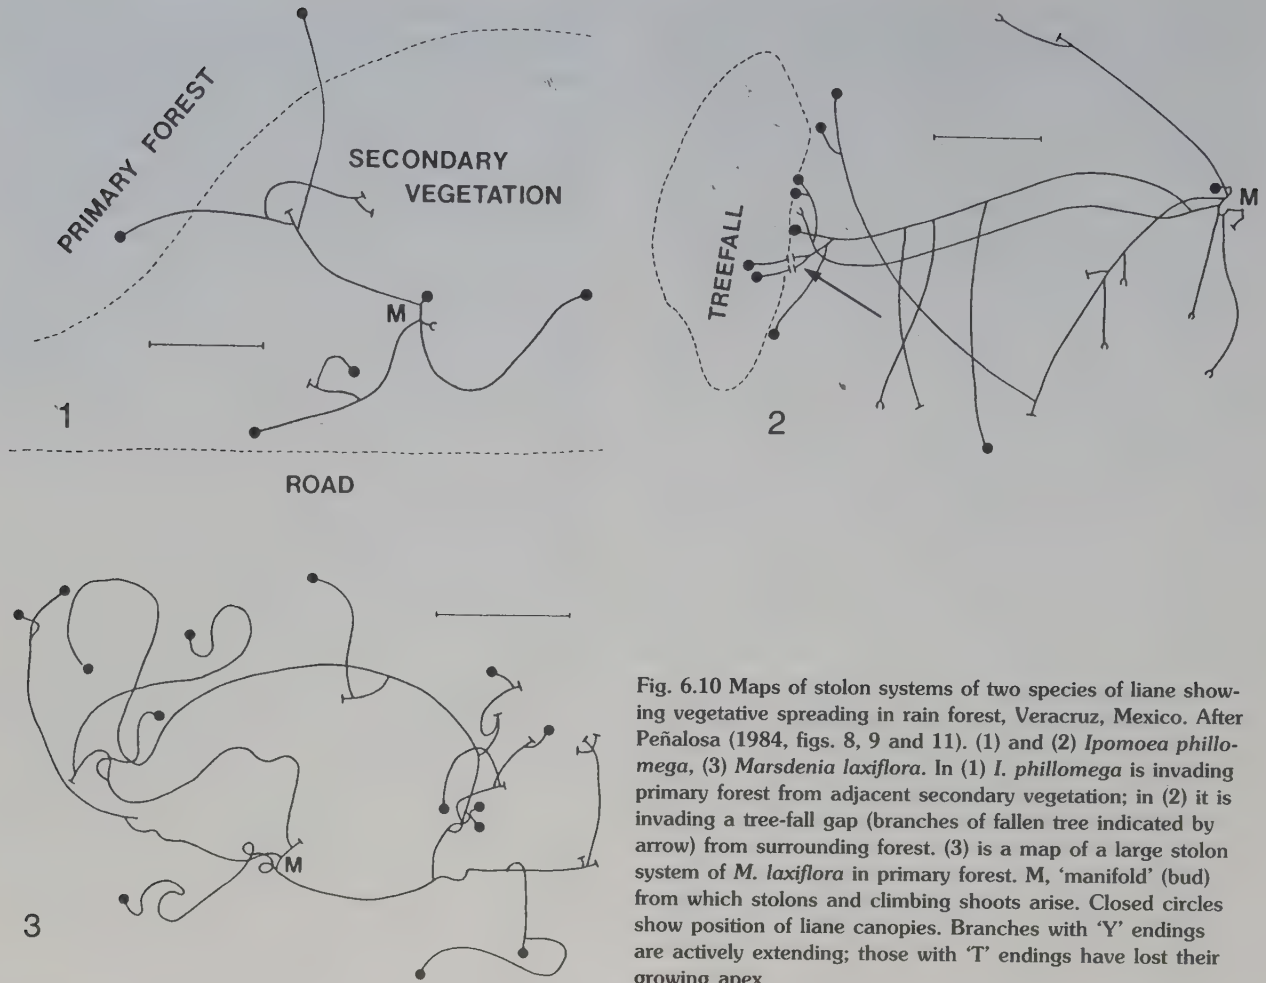 PRIMARY FOREST
SECONDARY
VEGETATION
M
1
ROAD
TREEFALL
M
2
M
3
Fig. 6.10 Maps of stolon systems of two species of liane show-
ing vegetative spreading in rain forest, Veracruz, Mexico. After
Peñalosa (1984, figs. 8, 9 and 11). (1) and (2) Ipomoea phillo-
mega, (3) Marsdenia laxiflora. In (1) I. phillomega is invading
primary forest from adjacent secondary vegetation; in (2) it is
invading a tree-fall gap (branches of fallen tree indicated by
arrow) from surrounding forest. (3) is a map of a large stolon
system of M. laxiflora in primary forest. M, ‘manifold’ (bud)
from which stolons and climbing shoots arise. Closed circles
show position of liane canopies. Branches with ‘Y’ endings
are actively extending; those with ‘T’ endings have lost their
growing apex